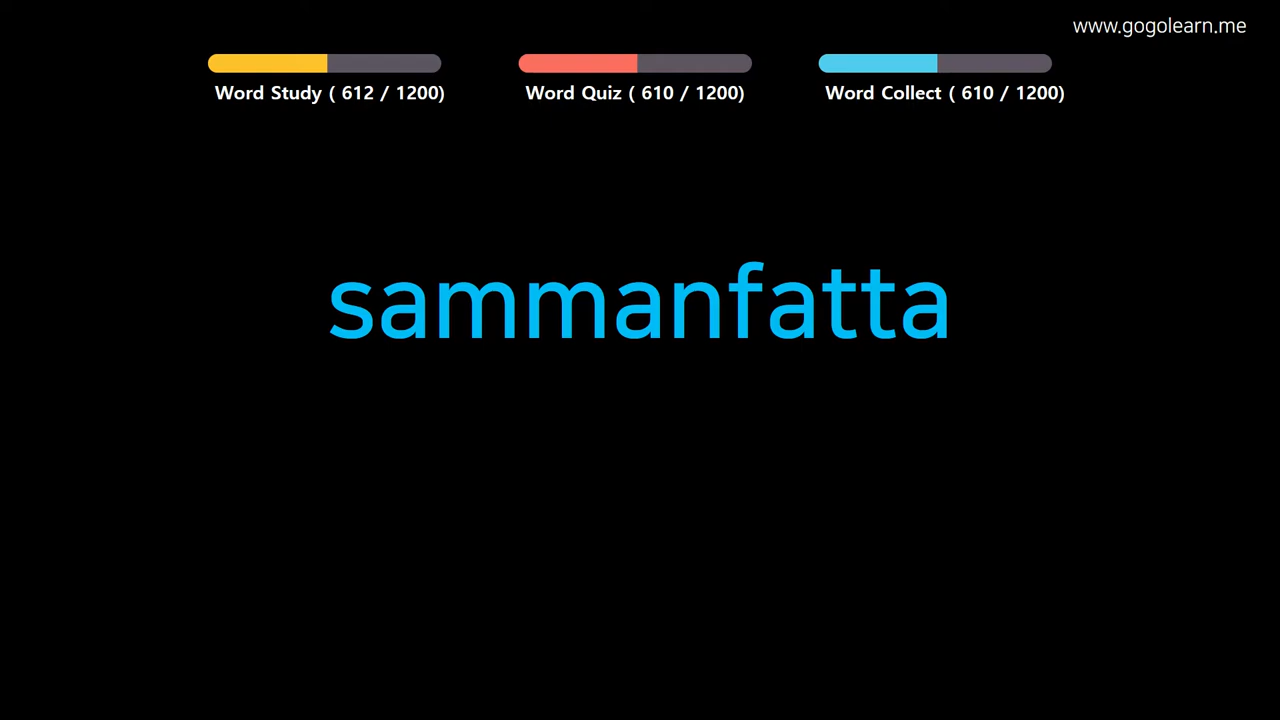 www.gogolearn.me
Word Study ( 612 / 1200)
Word Quiz ( 610 / 1200)
Word Collect ( 610 / 1200)
sammanfatta